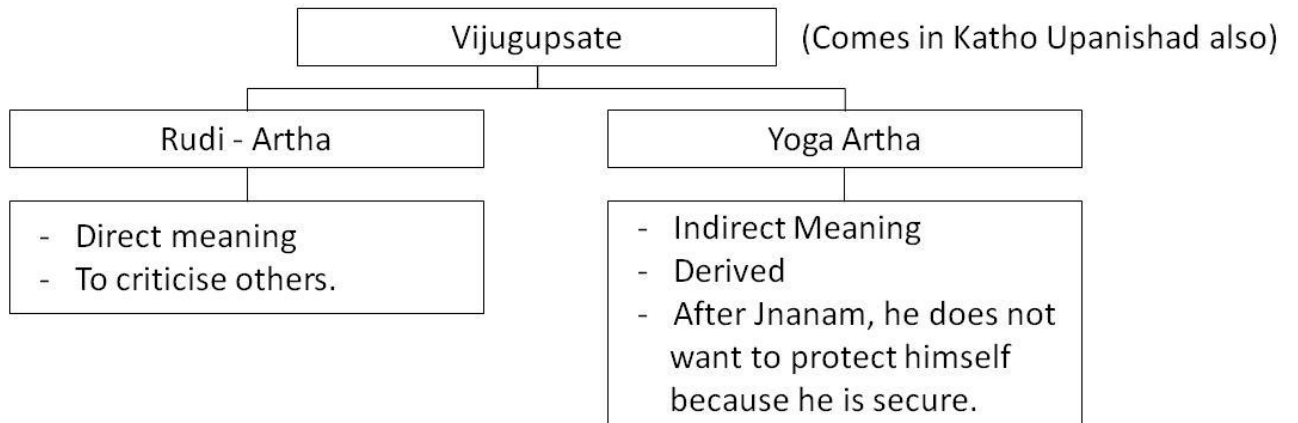 Vijugupsate (Comes in Katho Upanishad also)
Rudi - Artha
- Direct meaning
- To criticise others.
Yoga Artha
- Indirect Meaning
- Derived
- After Jnanam, he does not
want to protect himself
because he is secure.